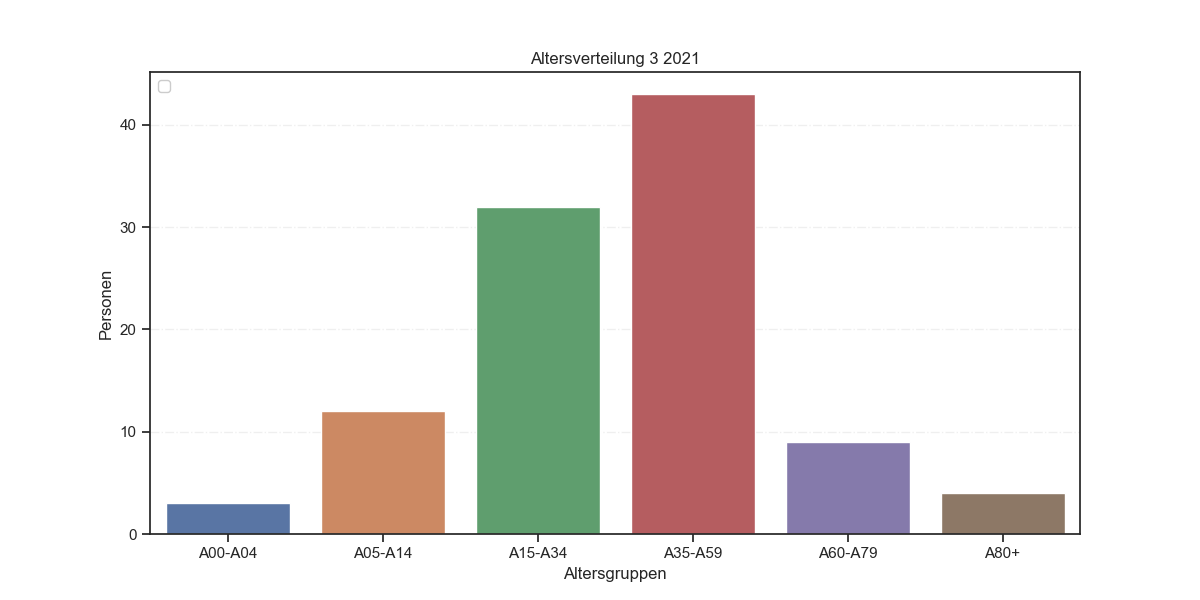 Altersverteilung 3 2021
Personen
40
30
20
10
0
A00-A04 A05-A14 A15-A34 A35-A59 A60-A79 A80+
Altersgruppen